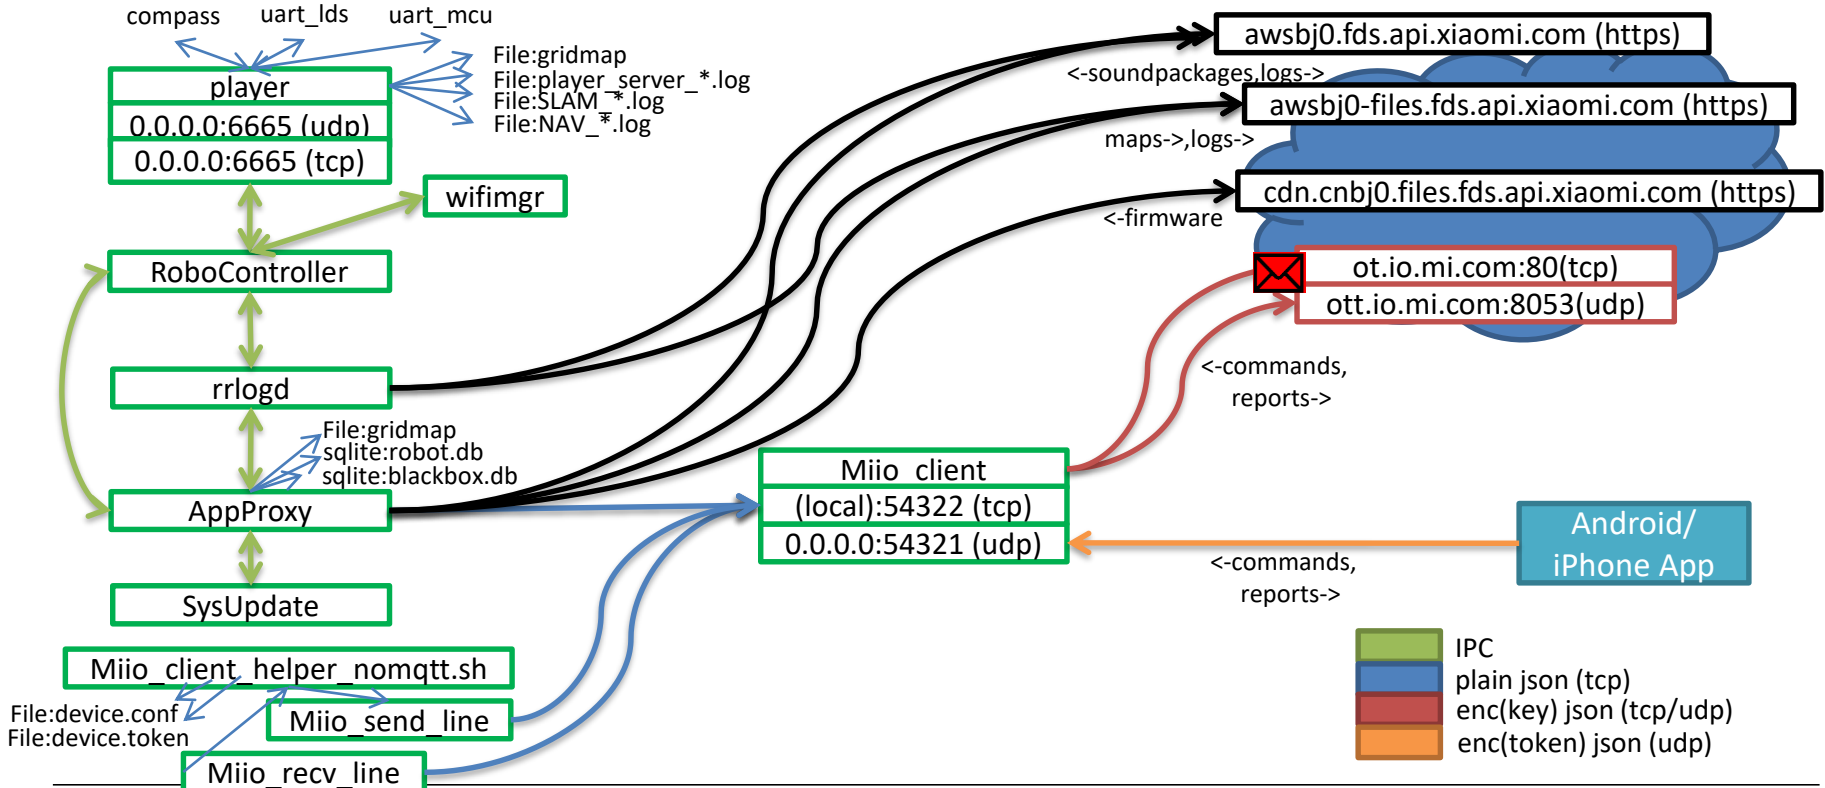 compass
uart_lds
uart_mcu
player
0.0.0.0:6665 (udp)
0.0.0.0:6665 (tcp)
File:gridmap
File:player_server_*.log
File:SLAM_*.log
File:NAV_*.log
wifimgr
RoboController
rrlogd
File:gridmap
sqlite:robot.db
sqlite:blackbox.db
AppProxy
SysUpdate
Miio_client_helper_nomqtt.sh
File:device.conf
File:device.token
Miio_send_line
Miio_recv_line
Miio_client
(local):54322 (tcp)
0.0.0.0:54321 (udp)
awsbj0.fds.api.xiaomi.com (https)
<-soundpackages,logs->
awsbj0-files.fds.api.xiaomi.com (https)
maps->,logs->
cdn.cnbj0.files.fds.api.xiaomi.com (https)
<-firmware
ot.io.mi.com:80(tcp)
ott.io.mi.com:8053(udp)
<-commands,
reports->
Android/
iPhone App
<-commands,
reports->
IPC
plain json (tcp)
enc(key) json (tcp/udp)
enc(token) json (udp)